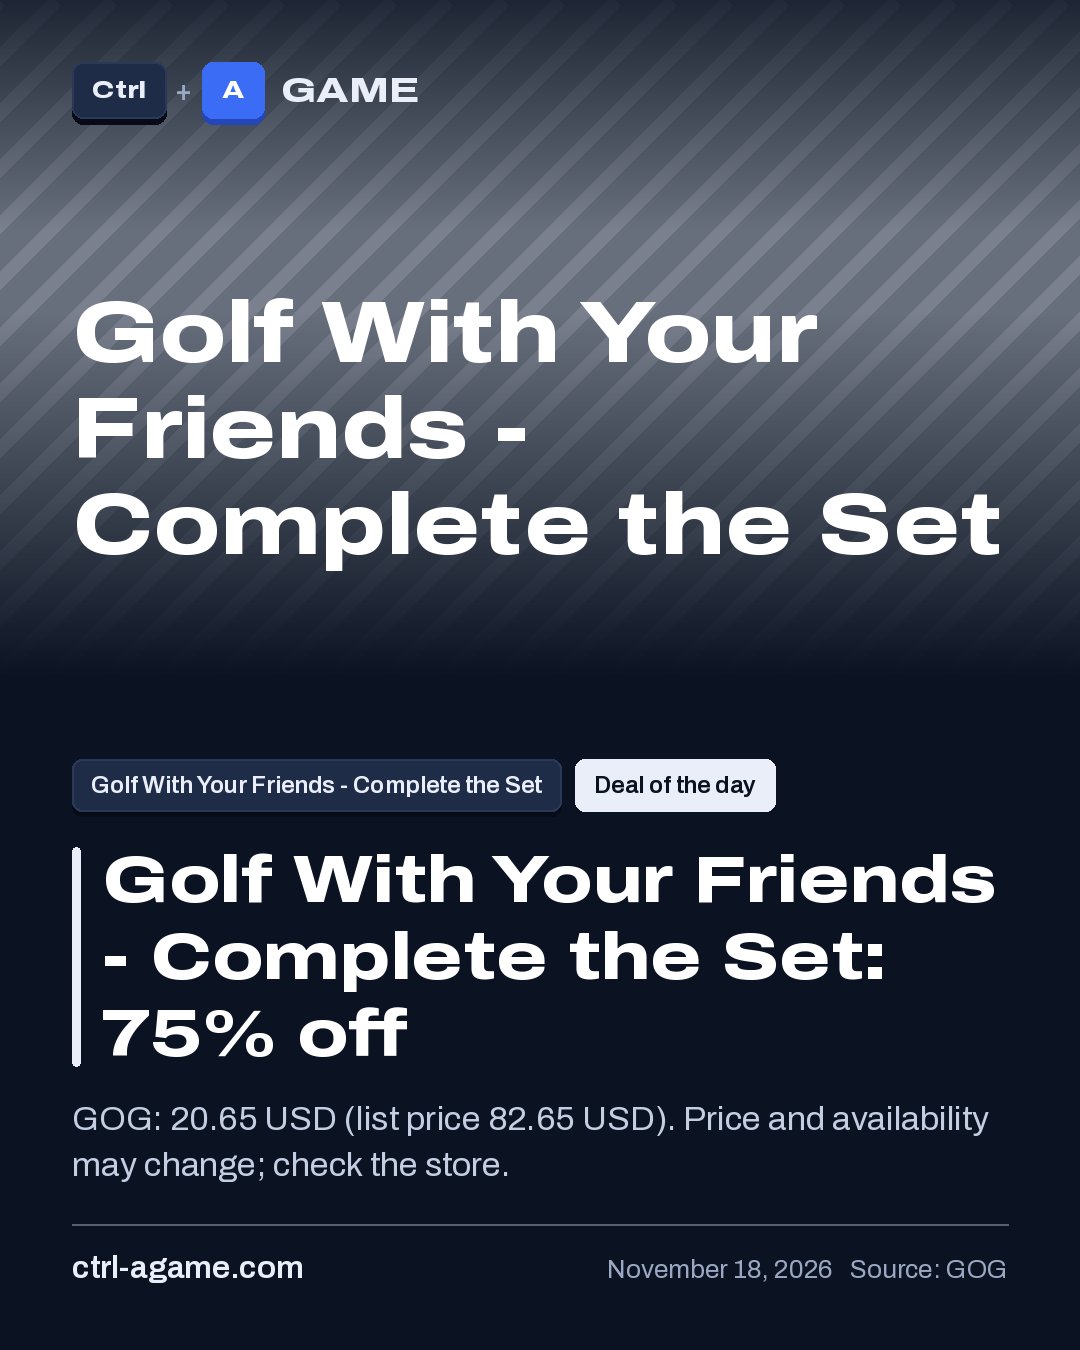 Ctrl + A GAME
Golf With Your
Friends -
Complete the Set
Golf With Your Friends - Complete the Set
Deal of the day
Golf With Your Friends
- Complete the Set:
75% off
GOG: 20.65 USD (list price 82.65 USD). Price and availability
may change; check the store.
ctrl-agame.com
November 18, 2026 Source: GOG